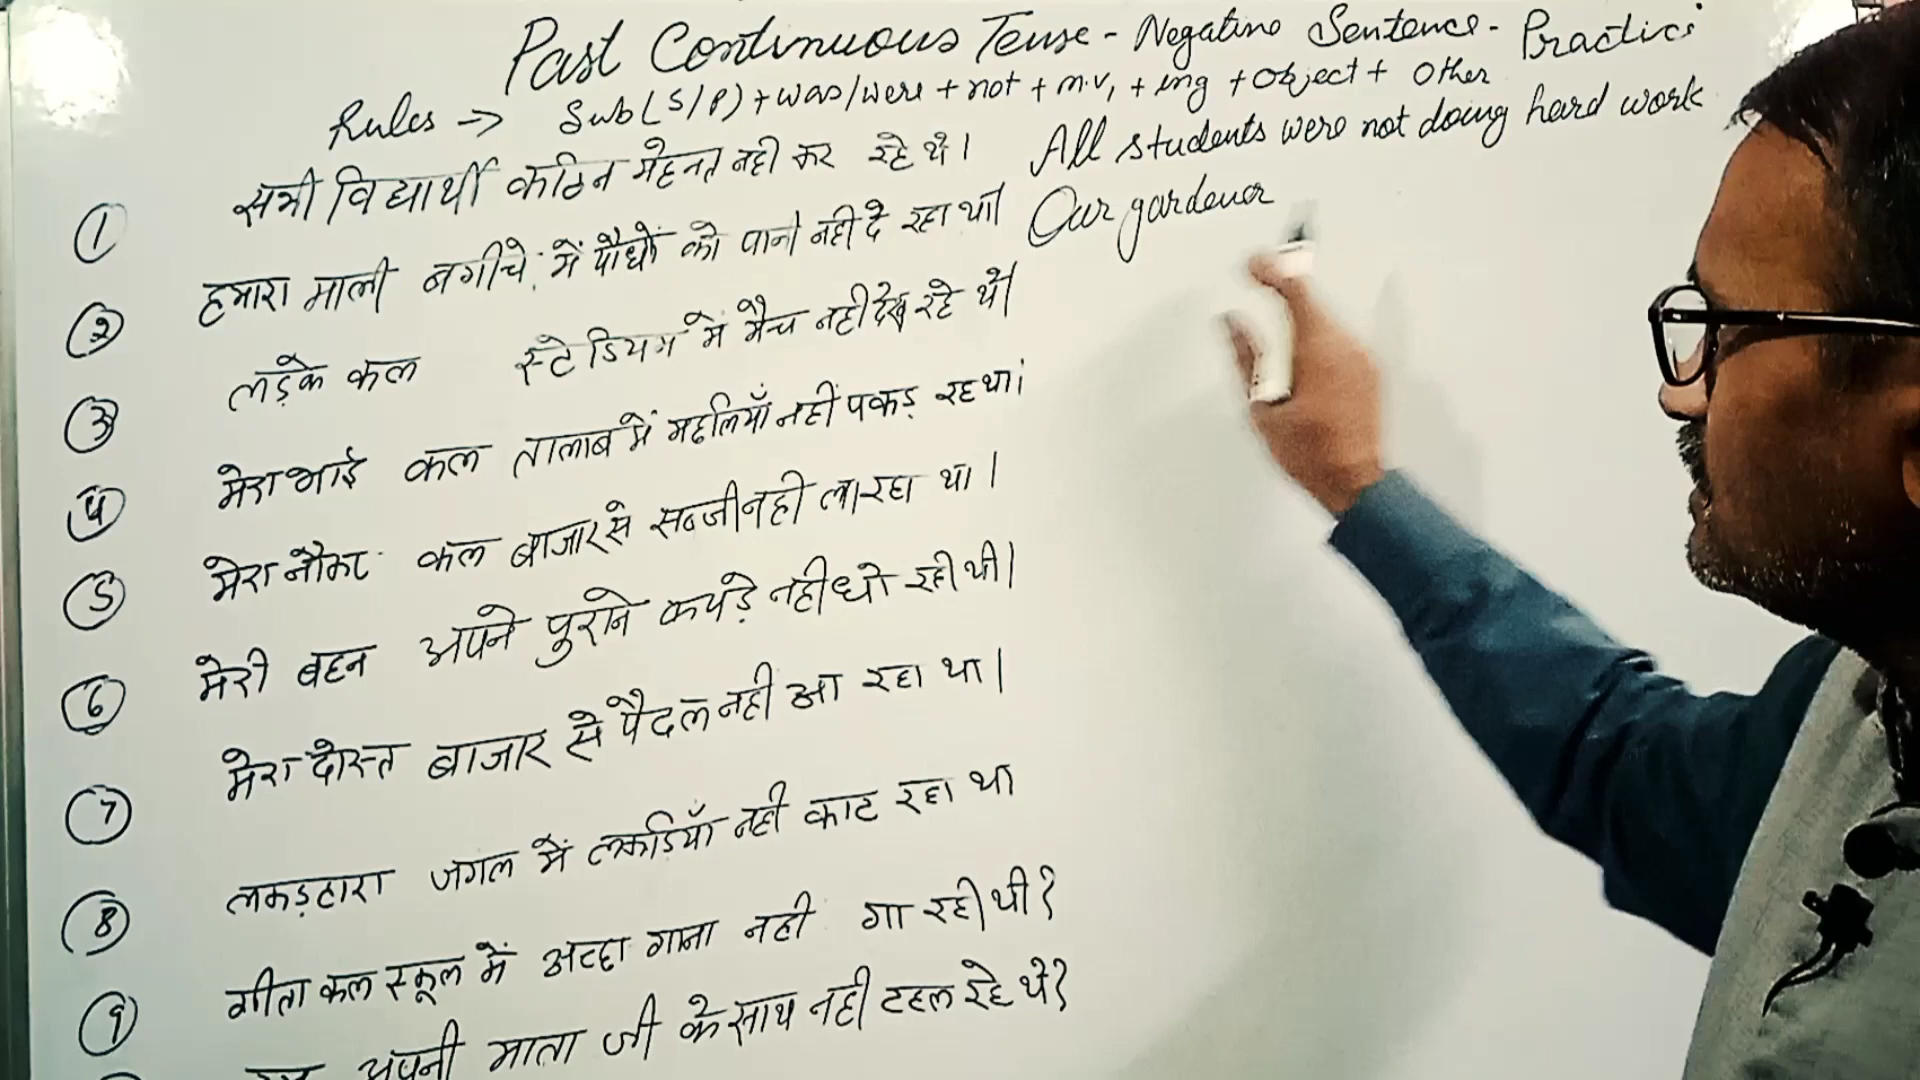 Past Continuous Tense - Negative Sentence - Practice
Rules → Sub(S/P) + was/were + not + m.v₁ + ing + object + other
① सभी विद्यार्थी कठिन मेहनत नही कर रहे थे। All students were not doing hard work
② हमारा माली बगीचे में पौधों को पानी नही दे रहा था। Our gardener
③ लड़के कल स्टेडियम में मैच नही देख रहे थे।
④ मेरा भाई कल तालाब में मछलियाँ नहीं पकड़ रहा था।
⑤ मेरा नौकर कल बाजार से सब्जी नही ला रहा था।
⑥ मेरी बहन अपने पुराने कपड़े नही धो रही थी।
⑦ मेरा दोस्त बाजार से पैदल नही आ रहा था।
⑧ लकड़हारा जंगल में लकडियाँ नही काट रहा था
⑨ गीता कल स्कूल में अच्छा गाना नही गा रही थी?
अपनी माता जी के साथ नही टहल रहे थे?